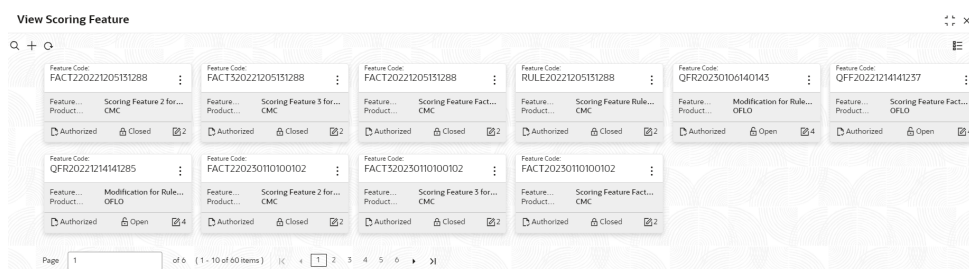 View Scoring Feature
Feature Code: Feature Code: Feature Code: Feature Code: Feature Code: Feature Code:
FACT220221205131288 FACT320221205131288 FACT20221205131288 RULE20221205131288 QFR20230106140143 QFF20221214141237
Feature... Scoring Feature 2 for... Feature... Scoring Feature 3 for... Feature... Scoring Feature Fact... Feature... Scoring Feature Rule... Feature... Modification for Rule... Feature... Scoring Feature Fact...
Product... CMC Product... CMC Product... CMC Product... CMC Product... OFLO Product... OFLO
Authorized Closed 2 Authorized Closed 2 Authorized Closed 2 Authorized Closed 2 Authorized Open 4 Authorized Open 4
Feature Code: Feature Code: Feature Code: Feature Code:
QFR20221214141285 FACT220230110100102 FACT320230110100102 FACT20230110100102
Feature... Modification for Rule... Feature... Scoring Feature 2 for... Feature... Scoring Feature 3 for... Feature... Scoring Feature Fact...
Product... OFLO Product... CMC Product... CMC Product... CMC
Authorized Open 4 Authorized Closed 2 Authorized Closed 2 Authorized Closed 2
Page 1 of 6 (1 - 10 of 60 items) 1 2 3 4 5 6